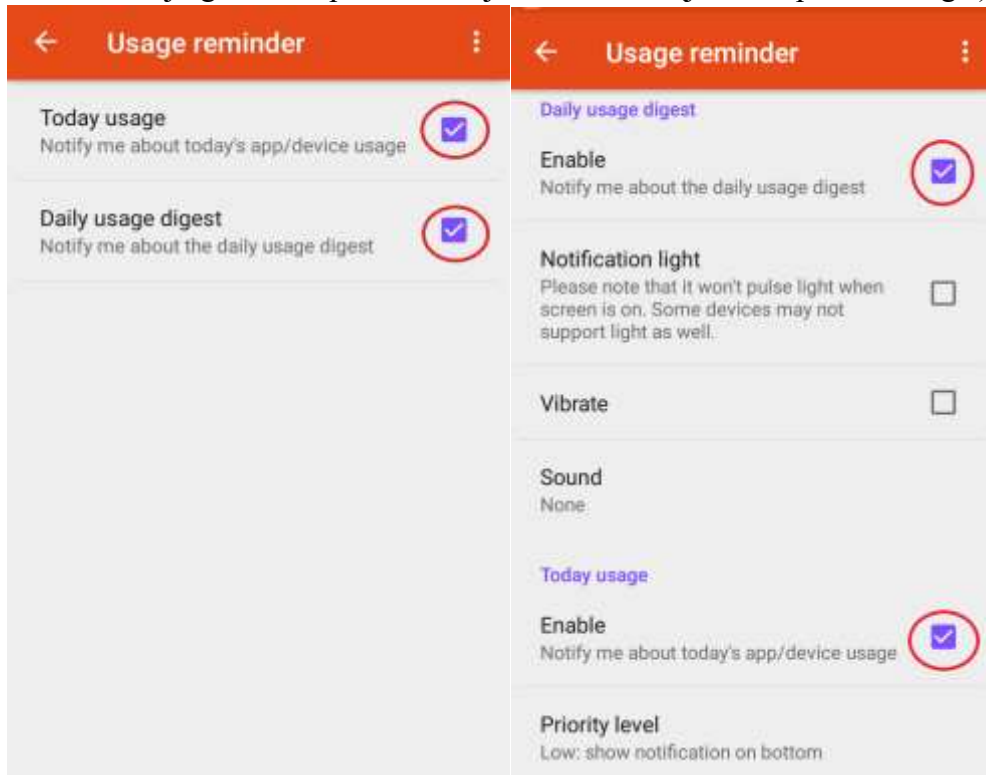 Usage reminder
Today usage
Notify me about today's app/device usage
Daily usage digest
Notify me about the daily usage digest
Usage reminder
Daily usage digest
Enable
Notify me about the daily usage digest
Notification light
Please note that it won't pulse light when
screen is on. Some devices may not
support light as well.
Vibrate
Sound
None
Today usage
Enable
Notify me about today's app/device usage
Priority level
Low: show notification on bottom